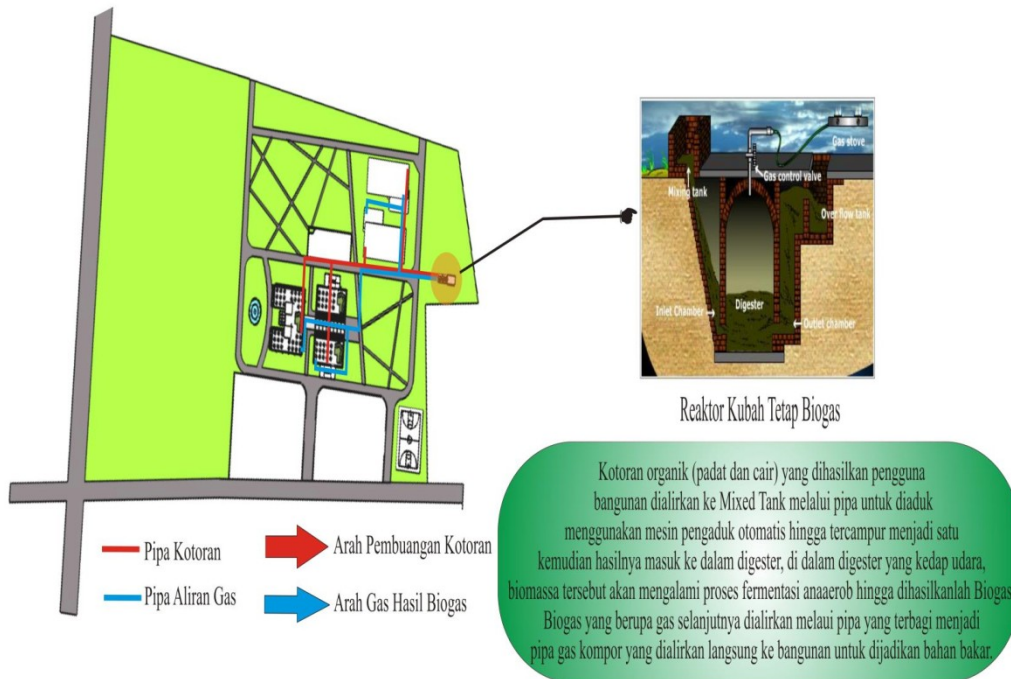 Gas stove
Gas control valve
Mixing tank
Over flow tank
Digester
Inlet Chamber
Outlet chamber
Reaktor Kubah Tetap Biogas
Kotoran organik (padat dan cair) yang dihasilkan pengguna
bangunan dialirkan ke Mixed Tank melalui pipa untuk diaduk
menggunakan mesin pengaduk otomatis hingga tercampur menjadi satu
kemudian hasilnya masuk ke dalam digester, di dalam digester yang kedap udara,
biomassa tersebut akan mengalami proses fermentasi anaaerob hingga dihasilkanlah Biogas
Biogas yang berupa gas selanjutnya dialirkan melaui pipa yang terbagi menjadi
pipa gas kompor yang dialirkan langsung ke bangunan untuk dijadikan bahan bakar.
Pipa Kotoran
Arah Pembuangan Kotoran
Pipa Aliran Gas
Arah Gas Hasil Biogas